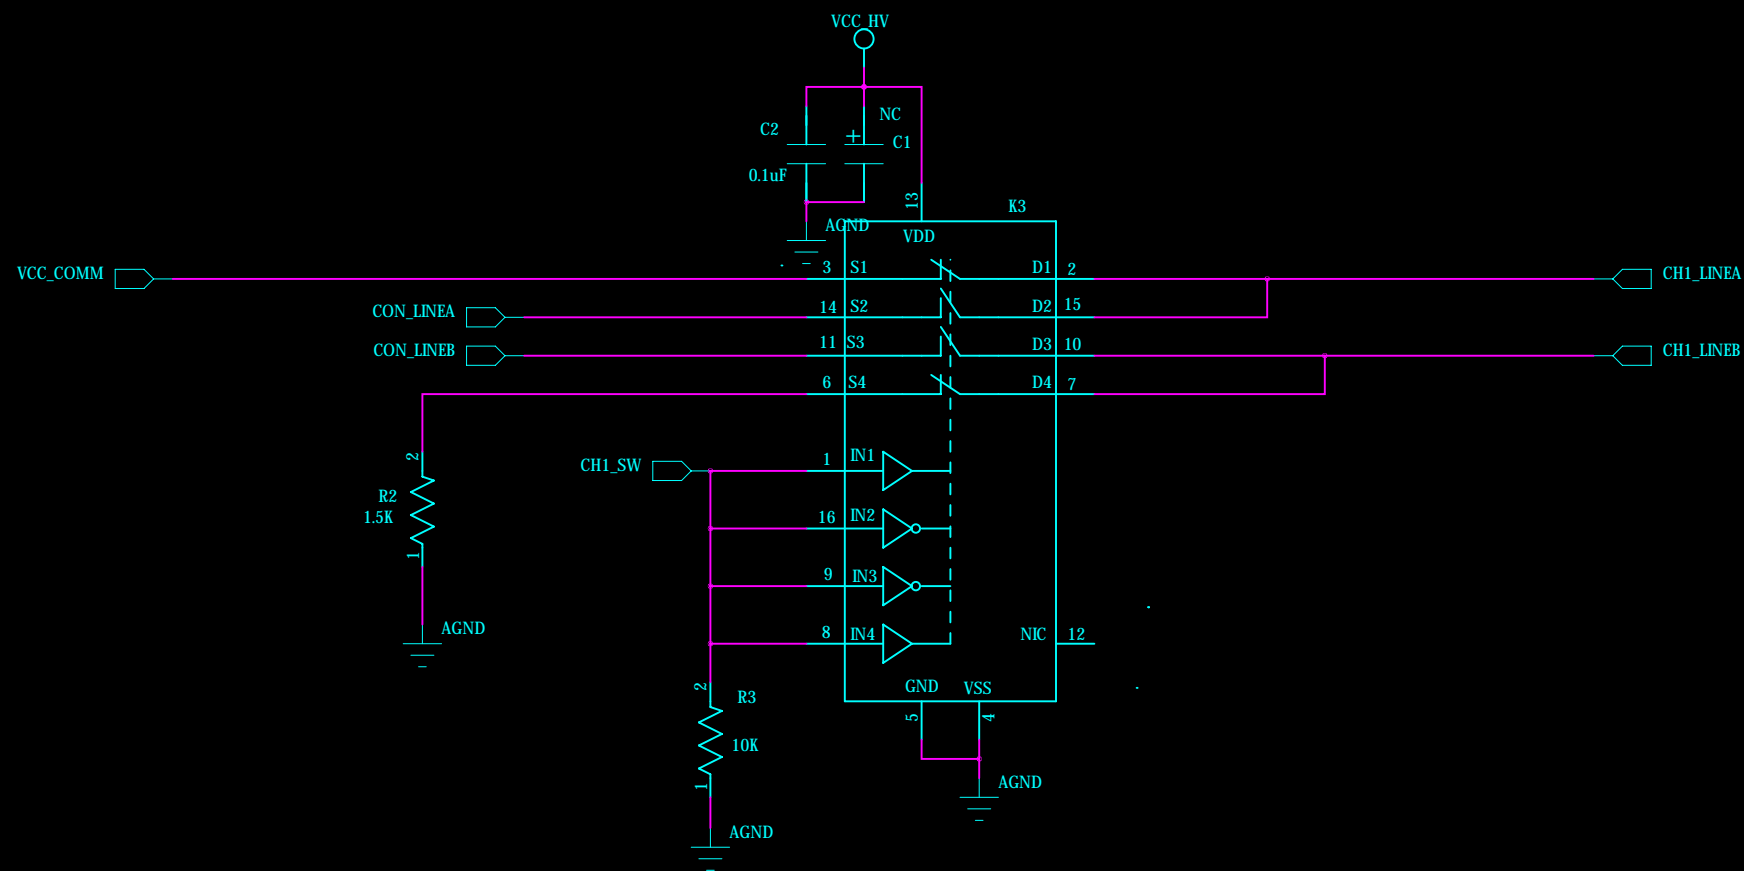 VCC_HV
NC
C2
+
C1
0.1uF
13
K3
AGND
VDD
VCC_COMM
3
S1
D1
2
CH1_LINEA
CON_LINEA
14
S2
D2
15
CON_LINEB
11
S3
D3
10
CH1_LINEB
6
S4
D4
7
2
CH1_SW
1
IN1
R2
1.5K
16
IN2
1
9
IN3
AGND
8
IN4
NIC
12
2
R3
GND
VSS
5
4
10K
1
AGND
AGND